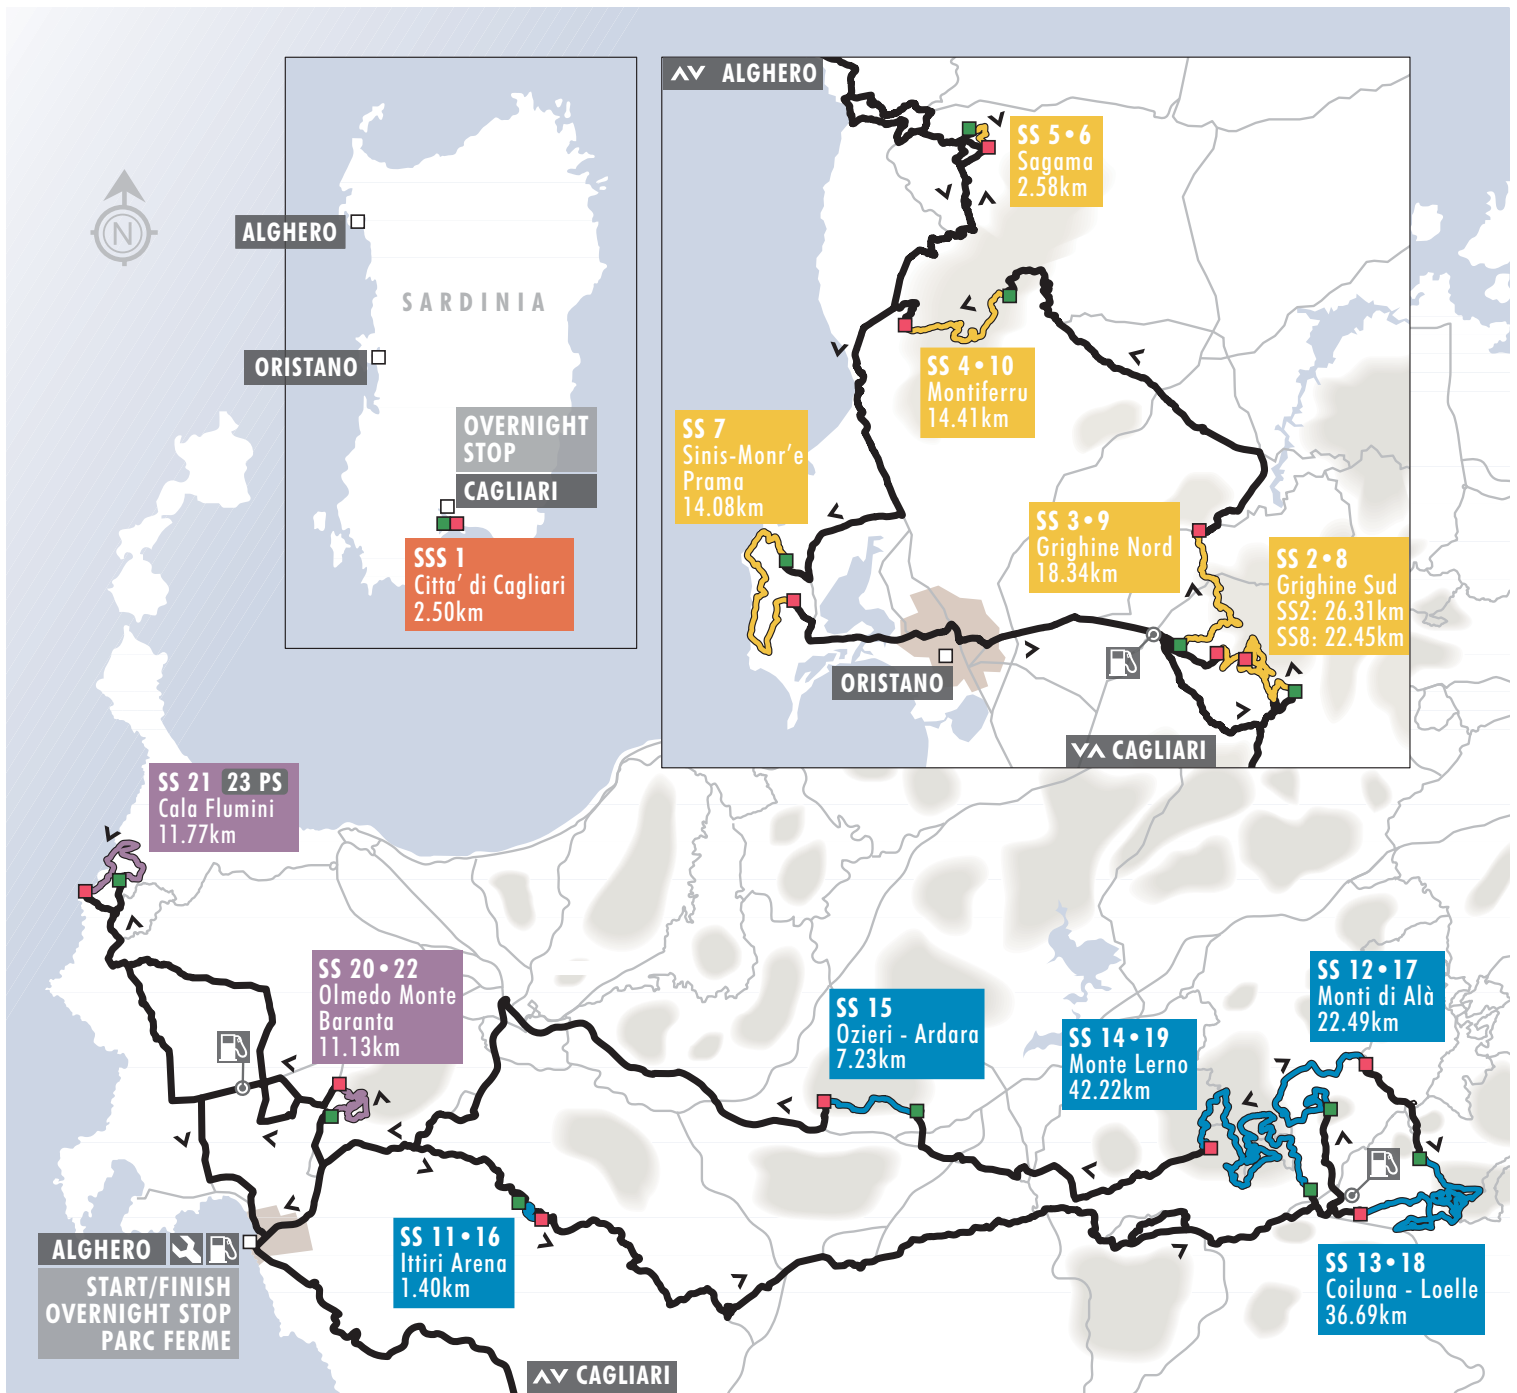 ALGHERO
SS 5•6
Sagama
2.58km
N
ALGHERO
SARDINIA
ORISTANO
OVERNIGHT
STOP
CAGLIARI
SSS 1
Citta' di Cagliari
2.50km
SS 4•10
Montiferru
14.41km
SS 7
Sinis-Monr'e
Prama
14.08km
SS 3•9
Grighine Nord
18.34km
SS 2•8
Grighine Sud
SS2: 26.31km
SS8: 22.45km
ORISTANO
CAGLIARI
SS 21 23 PS
Cala Flumini
11.77km
SS 20•22
Olmedo Monte
Baranta
11.13km
SS 15
Ozieri - Ardara
7.23km
SS 14•19
Monte Lerno
42.22km
SS 12•17
Monti di Alà
22.49km
SS 11•16
Ittiri Arena
1.40km
SS 13•18
Coiluna - Loelle
36.69km
ALGHERO
START/FINISH
OVERNIGHT STOP
PARC FERME
CAGLIARI